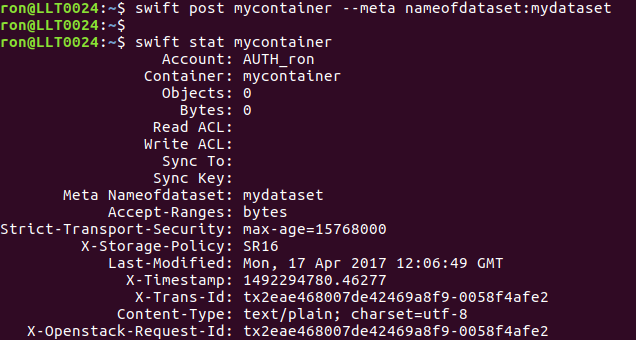 ron@LLT0024:~$ swift post mycontainer --meta nameofdataset:mydataset
ron@LLT0024:~$
ron@LLT0024:~$ swift stat mycontainer
Account: AUTH_ron
Container: mycontainer
Objects: 0
Bytes: 0
Read ACL:
Write ACL:
Sync To:
Sync Key:
Meta Nameofdataset: mydataset
Accept-Ranges: bytes
Strict-Transport-Security: max-age=15768000
X-Storage-Policy: SR16
Last-Modified: Mon, 17 Apr 2017 12:06:49 GMT
X-Timestamp: 1492294780.46277
X-Trans-Id: tx2eae468007de42469a8f9-0058f4afe2
Content-Type: text/plain; charset=utf-8
X-Openstack-Request-Id: tx2eae468007de42469a8f9-0058f4afe2